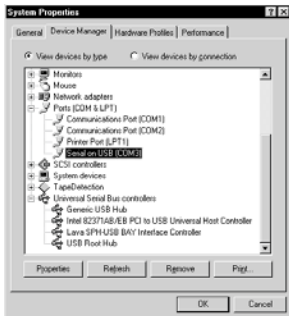 System Properties
General Device Manager Hardware Profiles Performance
View devices by type View devices by connection
Monitors
Mouse
Network adapters
Ports (COM & LPT)
Communications Port (COM1)
Communications Port (COM2)
Printer Port (LPT1)
Serial on USB (COM3)
SCSI controllers
System devices
TapeDetection
Universal Serial Bus controllers
Generic USB Hub
Intel 82371AB/EB PCI to USB Universal Host Controller
Lava SPH-USB BAY Interface Controller
USB Root Hub
Properties Refresh Remove Print...
OK Cancel